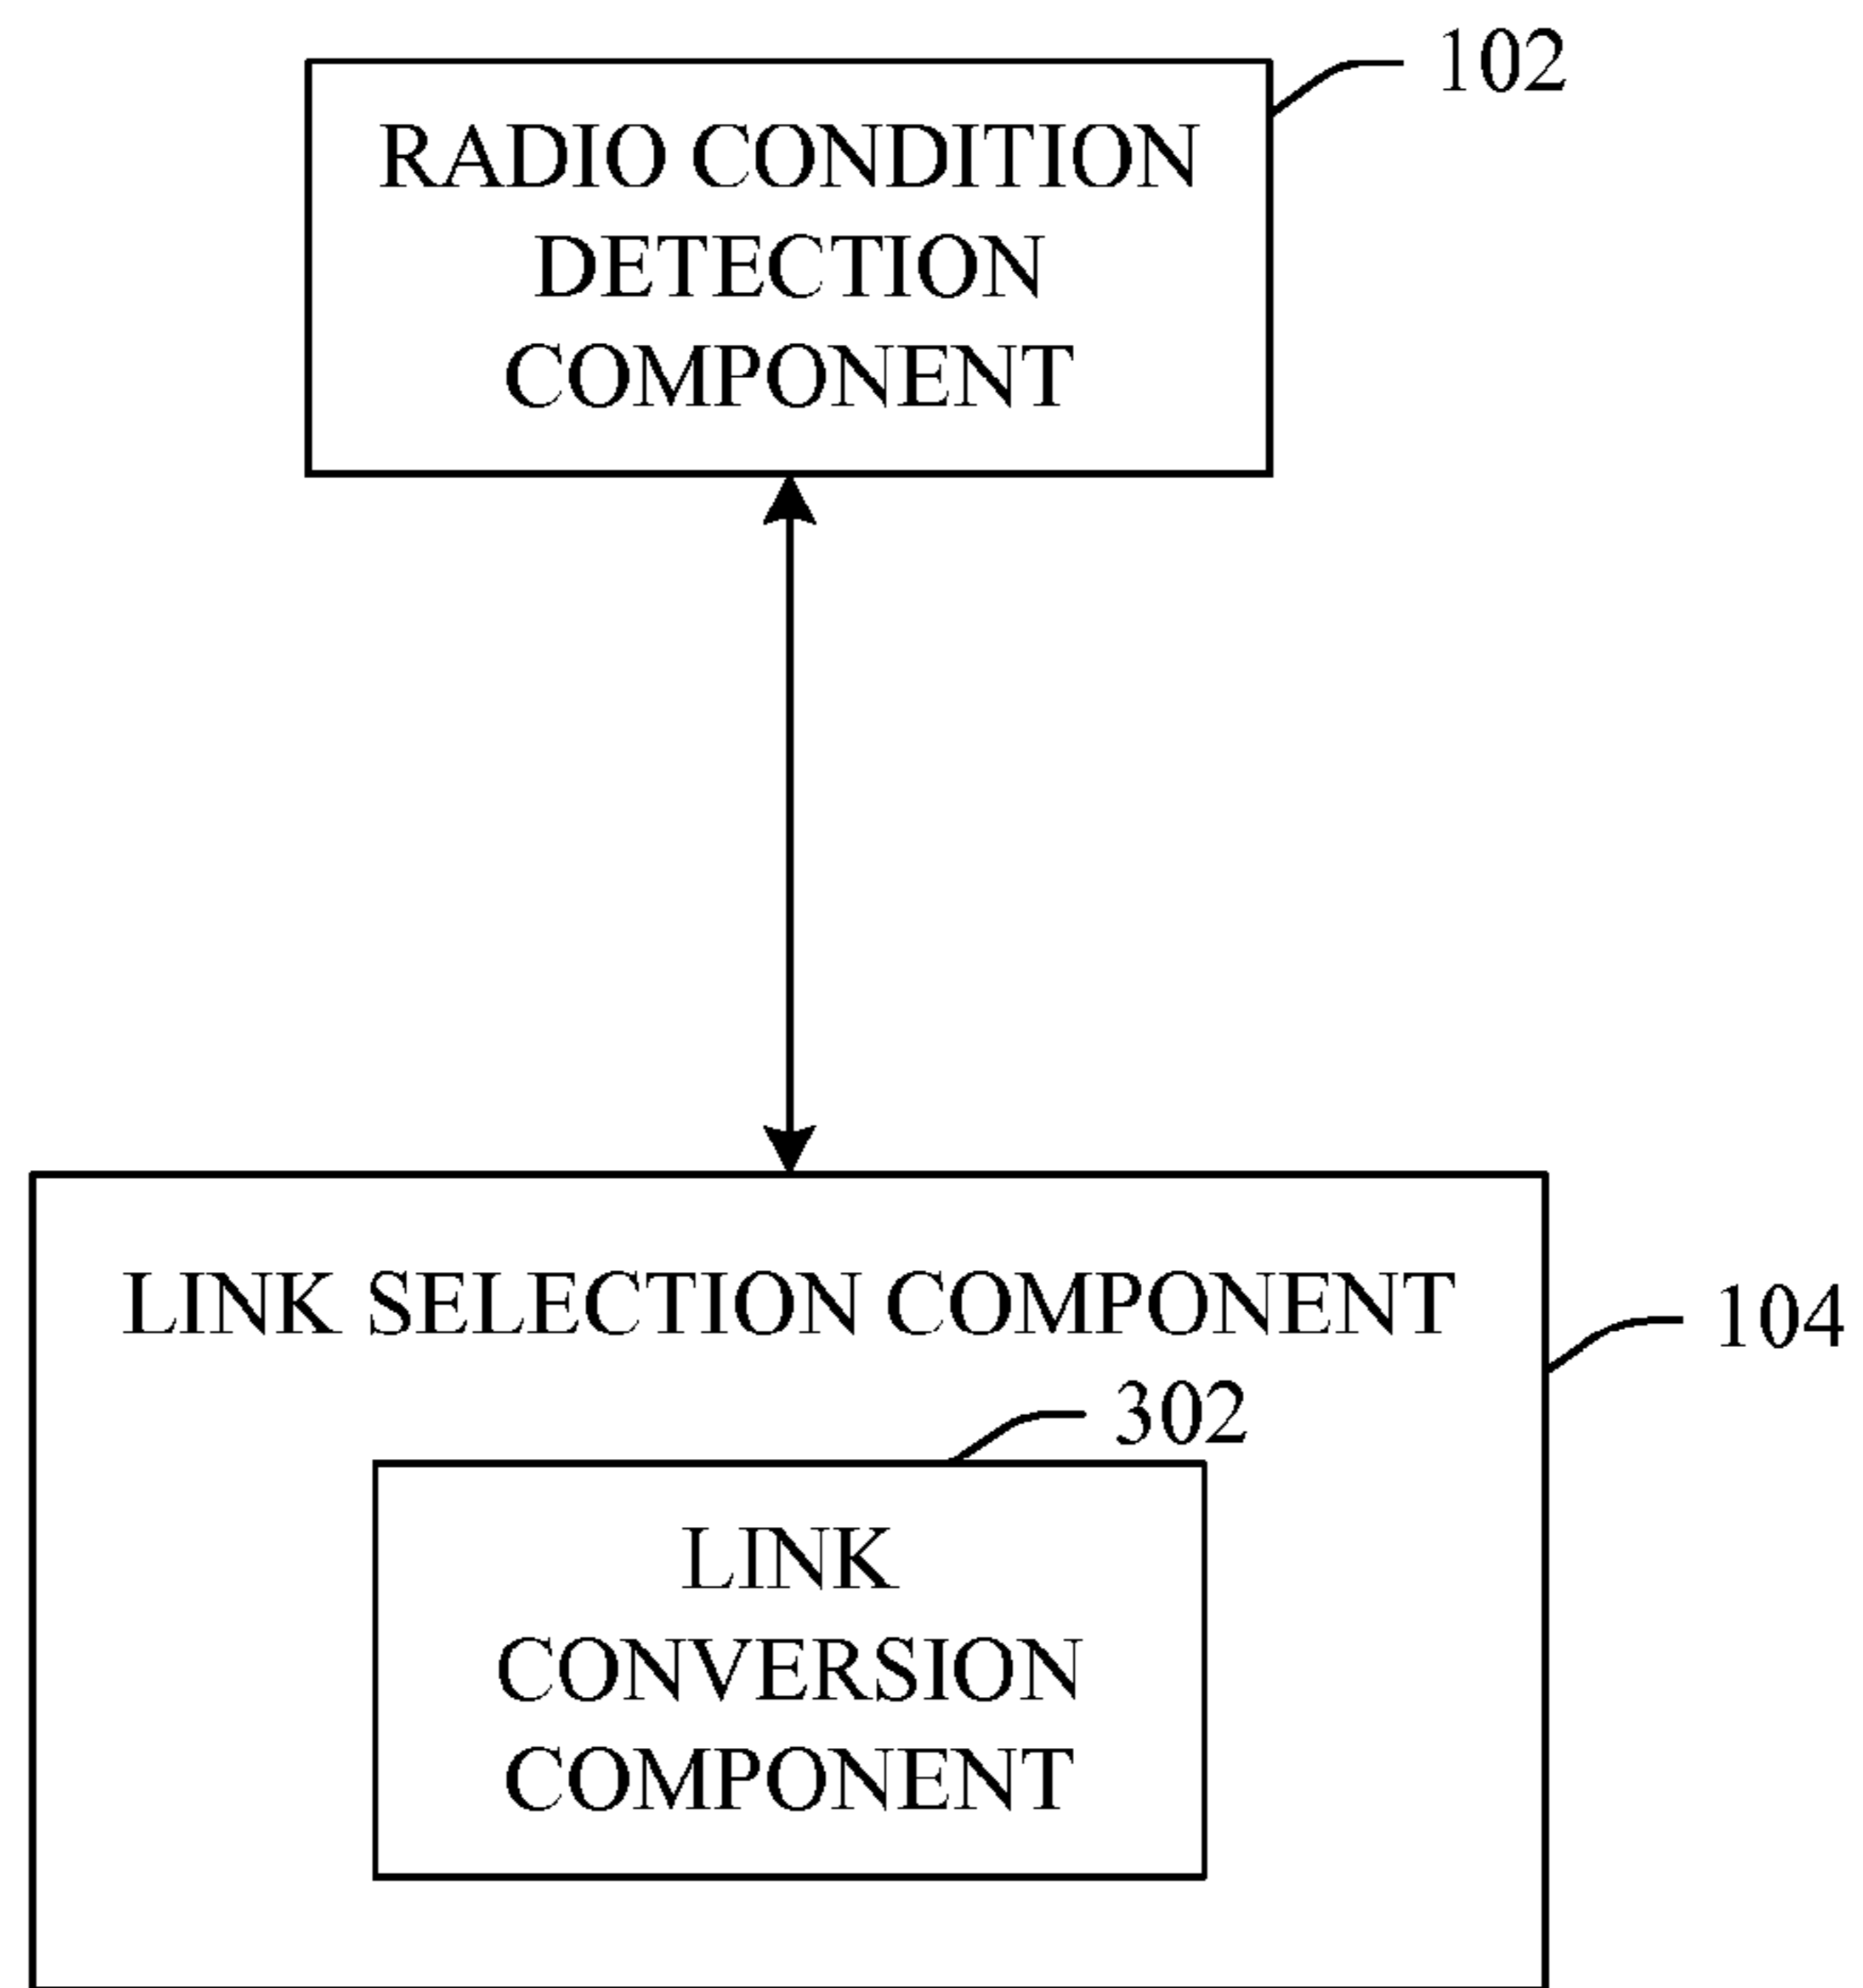 102
RADIO CONDITION
DETECTION
COMPONENT
LINK SELECTION COMPONENT
104
302
LINK
CONVERSION
COMPONENT